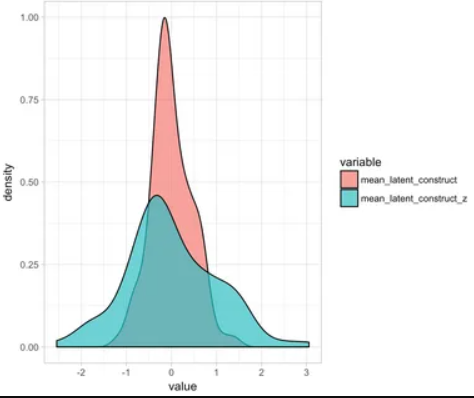 1.00
0.75
0.50
0.25
0.00
density
-2 -1 0 1 2 3
value
variable
mean_latent_construct
mean_latent_construct_z